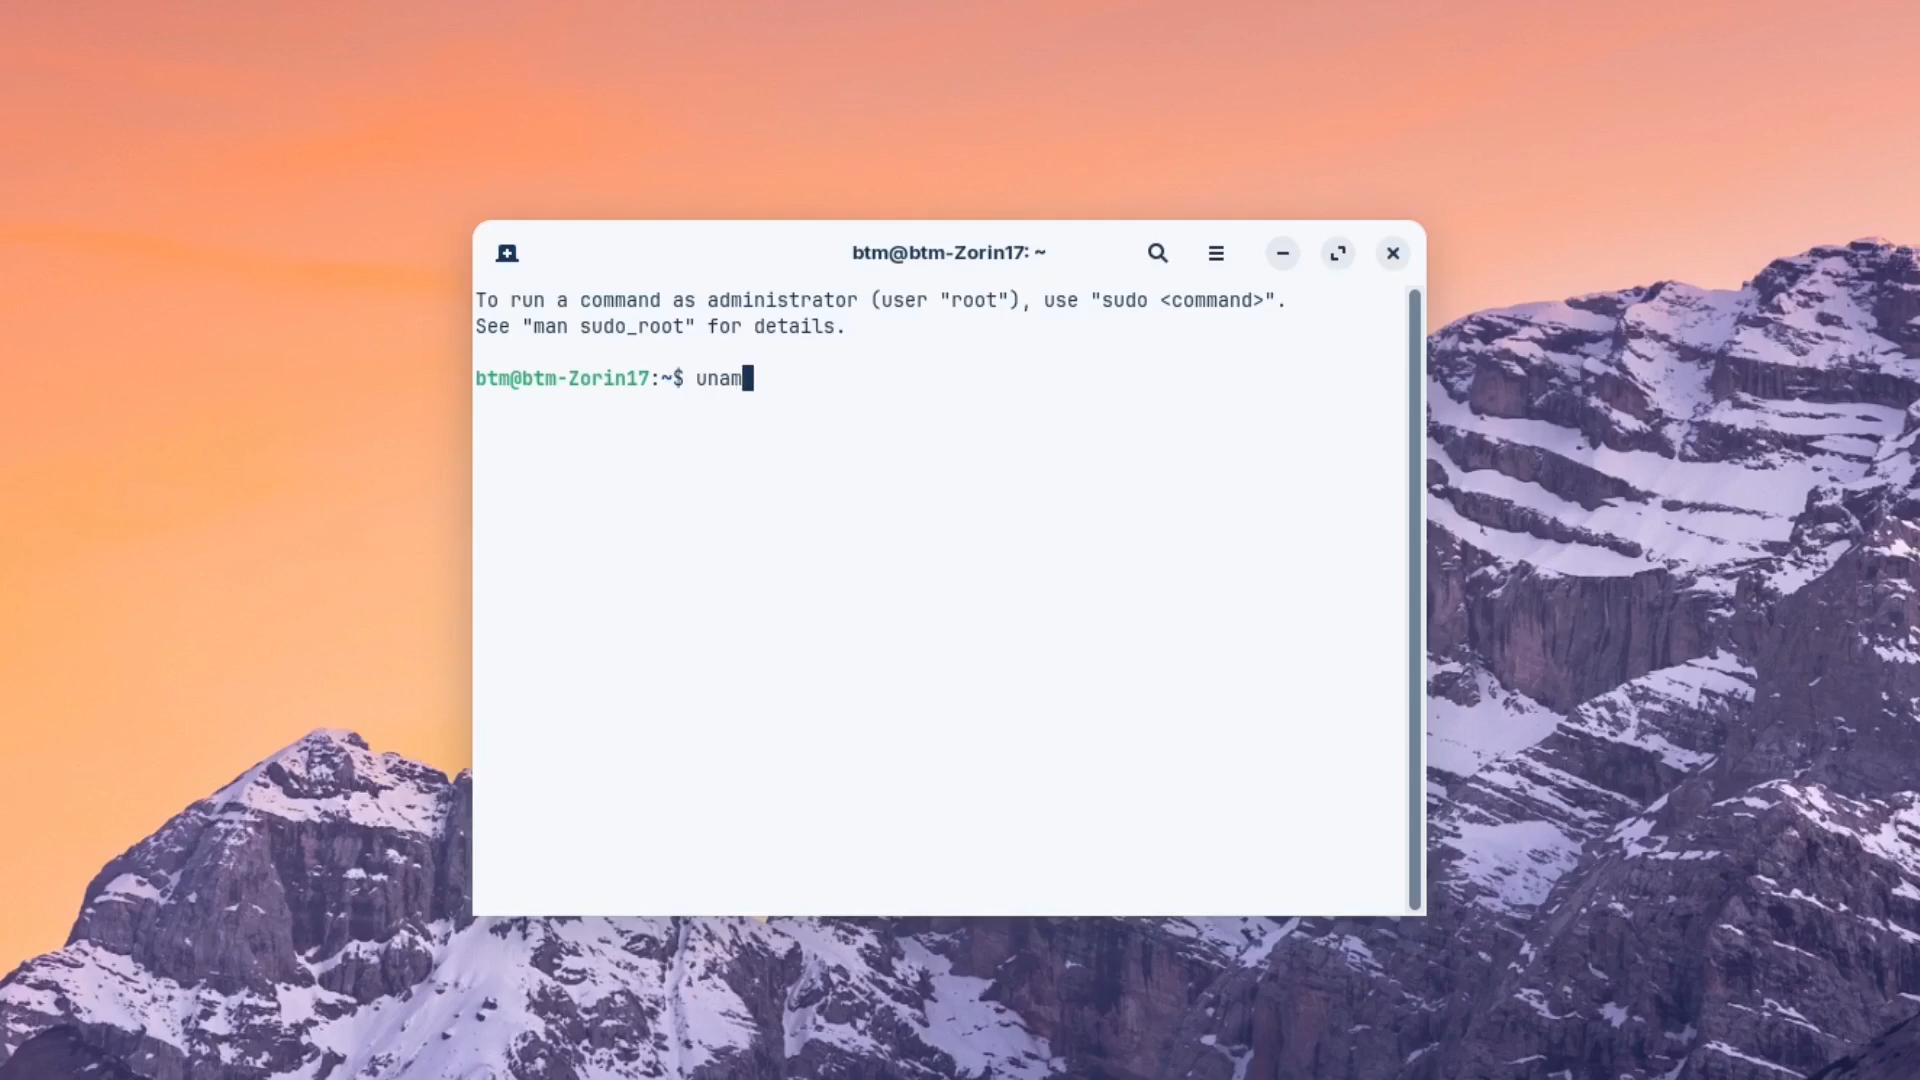 btm@btm-Zorin17: ~
To run a command as administrator (user "root"), use "sudo <command>".
See "man sudo_root" for details.
btm@btm-Zorin17:~$ unam